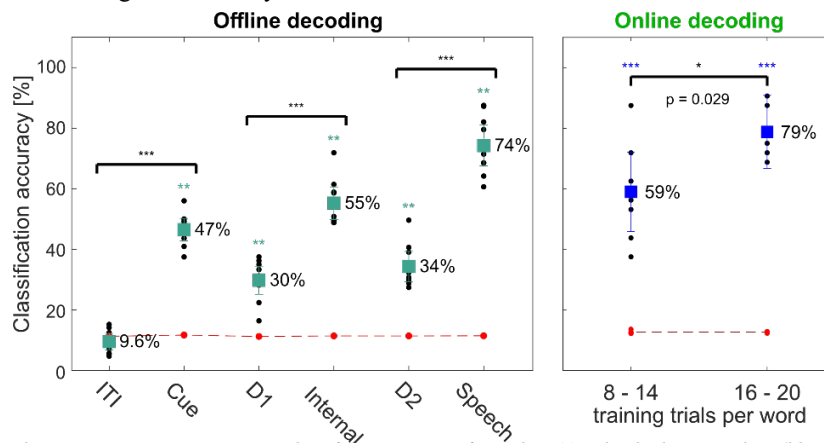 Offline decoding
Online decoding
Classification accuracy [%]
100
80
60
40
20
0
***
***
***
**
**
**
**
**
9.6%
47%
30%
55%
34%
74%
ITI
Cue
D1
Internal
D2
Speech
***
*
***
p = 0.029
59%
79%
8 - 14
16 - 20
training trials per word